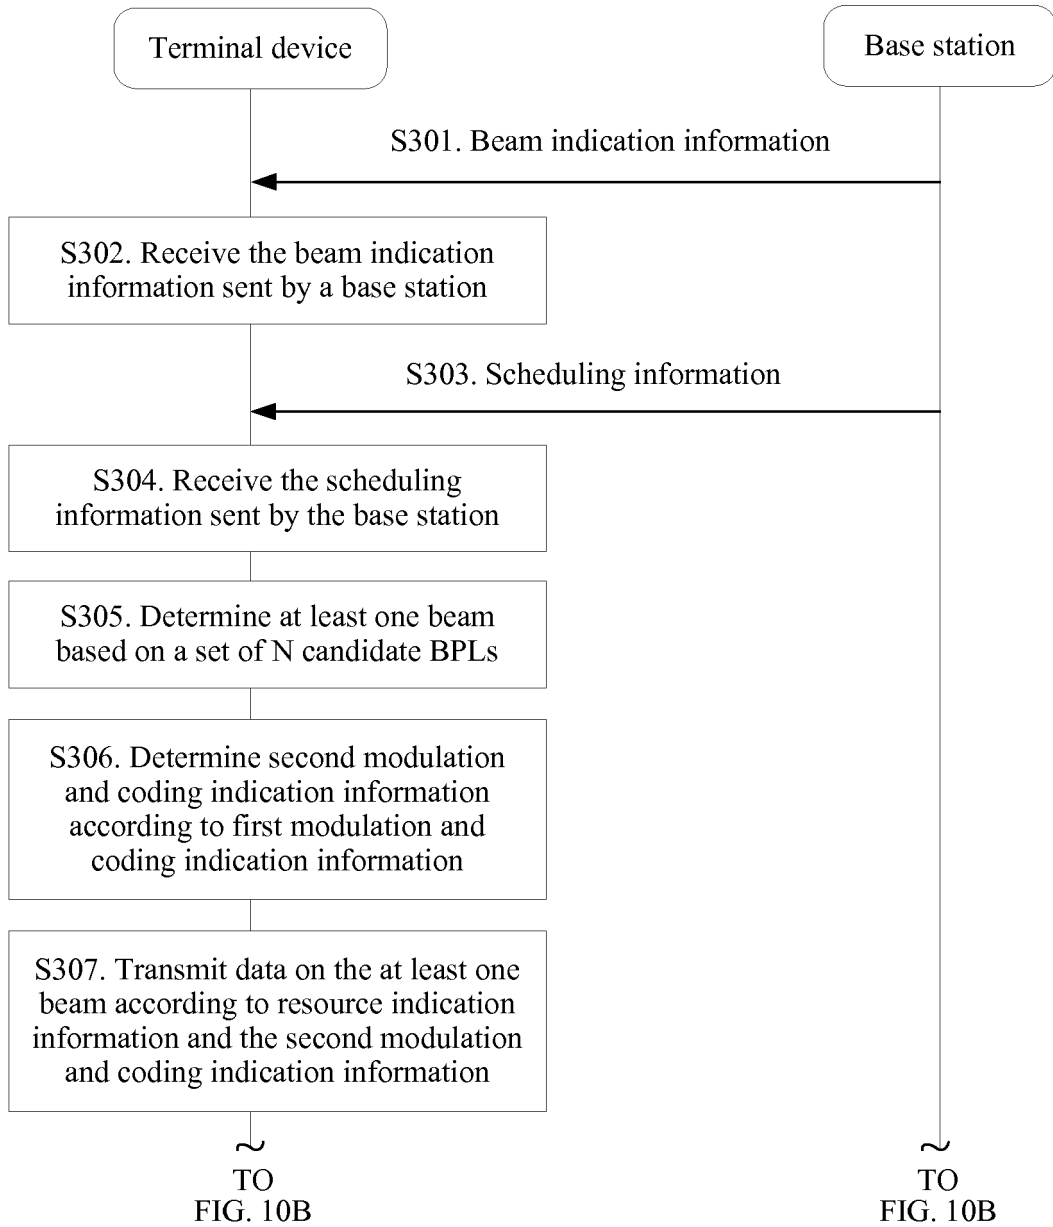 Terminal device
Base station
S301. Beam indication information
S302. Receive the beam indication
information sent by a base station
S303. Scheduling information
S304. Receive the scheduling
information sent by the base station
S305. Determine at least one beam
based on a set of N candidate BPLs
S306. Determine second modulation
and coding indication information
according to first modulation and
coding indication information
S307. Transmit data on the at least one
beam according to resource indication
information and the second modulation
and coding indication information
TO
FIG. 10B
TO
FIG. 10B